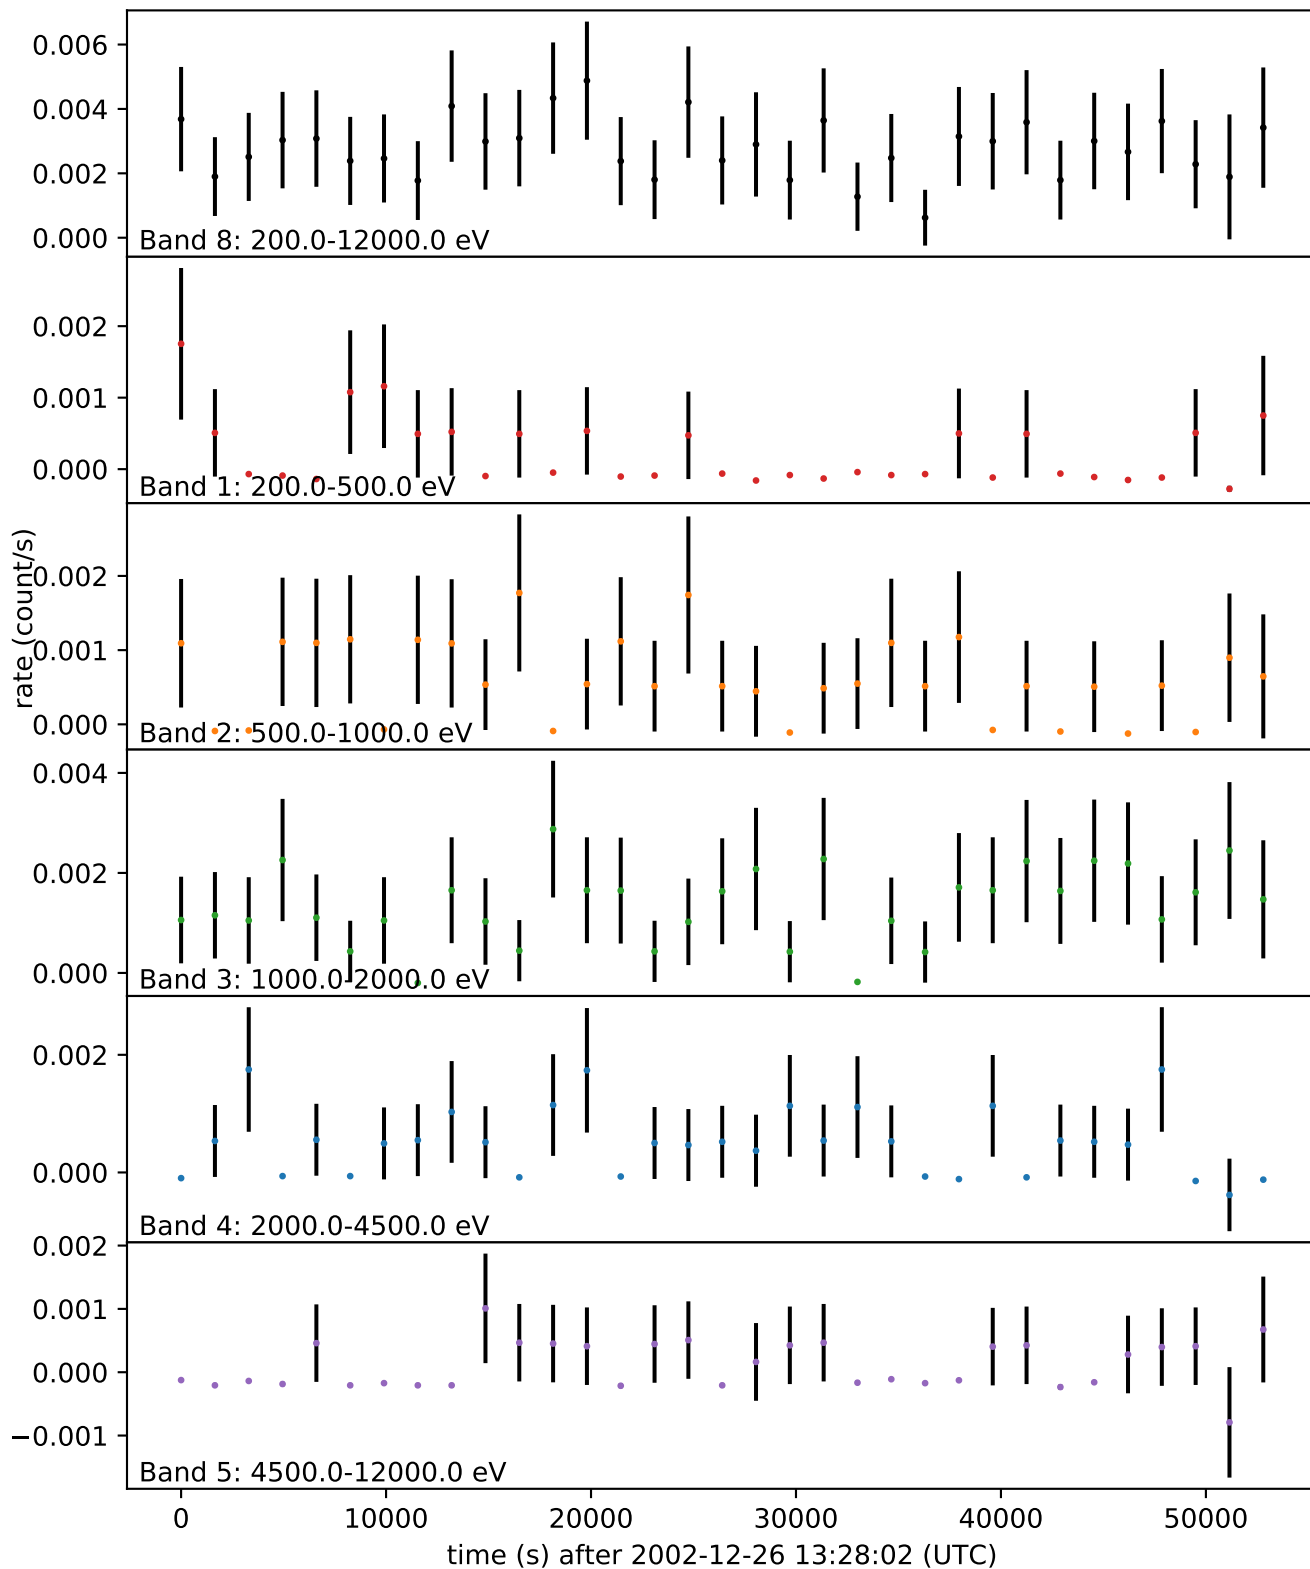 0.006
0.004
0.002
0.000
Band 8: 200.0-12000.0 eV
0.002
0.001
0.000
Band 1: 200.0-500.0 eV
rate (count/s)
0.002
0.001
0.000
Band 2: 500.0-1000.0 eV
0.004
0.002
0.000
Band 3: 1000.0-2000.0 eV
0.002
0.000
Band 4: 2000.0-4500.0 eV
0.002
0.001
0.000
−0.001
Band 5: 4500.0-12000.0 eV
0 10000 20000 30000 40000 50000
time (s) after 2002-12-26 13:28:02 (UTC)